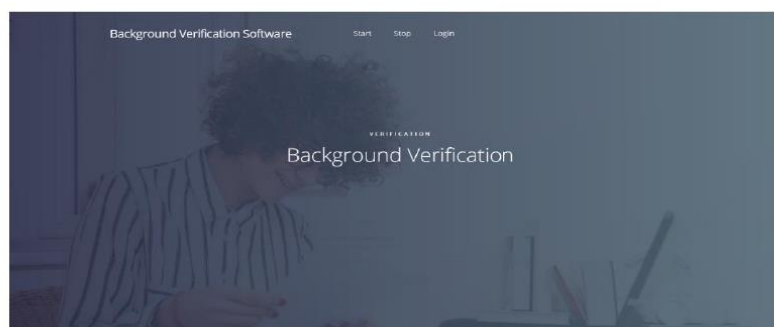 Background Verification Software Start Stop Login
VERIFICATION
Background Verification